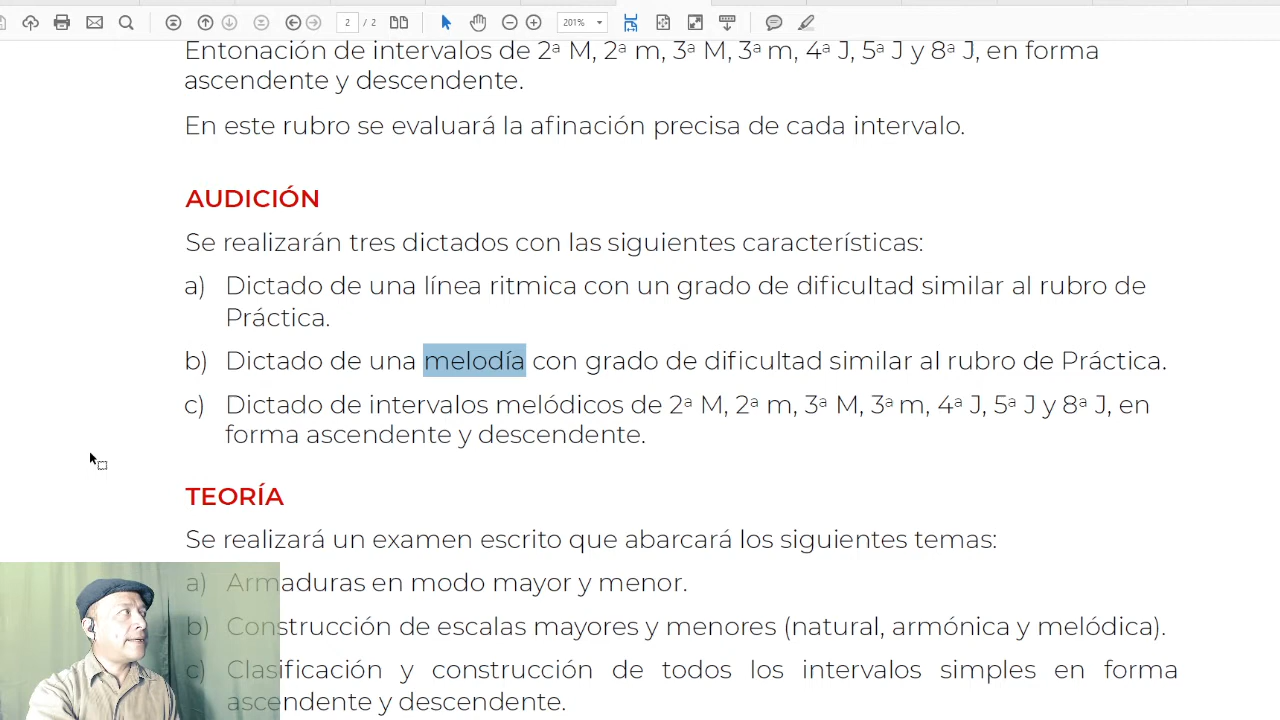 2 / 2
201%
Entonación de intervalos de 2ª M, 2ª m, 3ª M, 3ª m, 4ª J, 5ª J y 8ª J, en forma
ascendente y descendente.
En este rubro se evaluará la afinación precisa de cada intervalo.
AUDICIÓN
Se realizarán tres dictados con las siguientes características:
a) Dictado de una línea ritmica con un grado de dificultad similar al rubro de
Práctica.
b) Dictado de una melodía con grado de dificultad similar al rubro de Práctica.
c) Dictado de intervalos melódicos de 2ª M, 2ª m, 3ª M, 3ª m, 4ª J, 5ª J y 8ª J, en
forma ascendente y descendente.
TEORÍA
Se realizará un examen escrito que abarcará los siguientes temas:
a) Armaduras en modo mayor y menor.
b) Construcción de escalas mayores y menores (natural, armónica y melódica).
c) Clasificación y construcción de todos los intervalos simples en forma
ascendente y descendente.